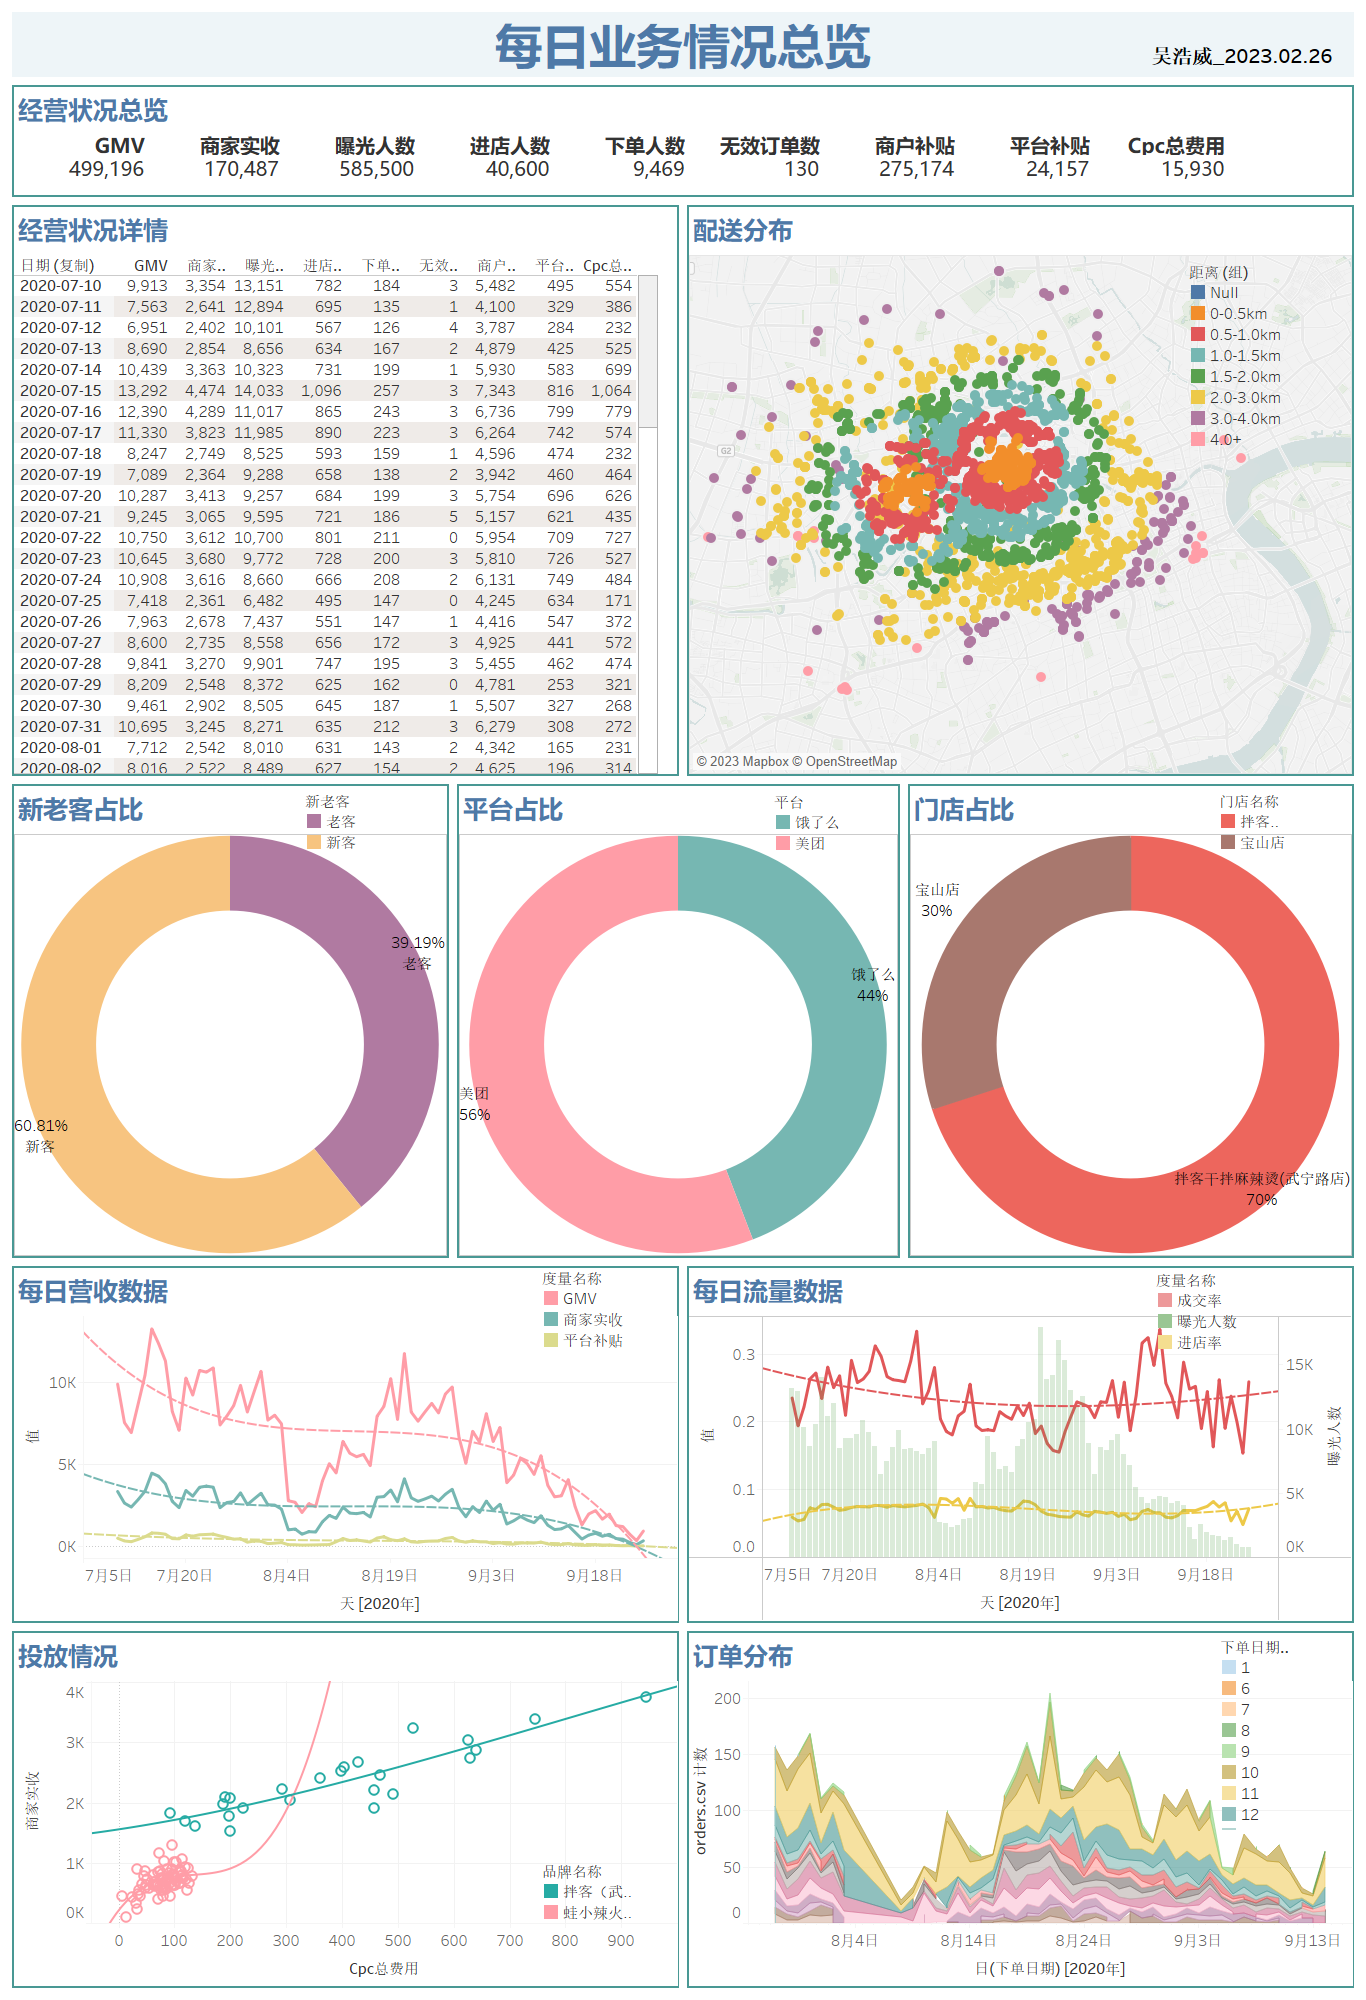 每日业务情况总览
吴浩威_2023.02.26
经营状况总览
GMV 商家实收 曝光人数 进店人数 下单人数 无效订单数 商户补贴 平台补贴 Cpc总费用
499,196 170,487 585,500 40,600 9,469 130 275,174 24,157 15,930
经营状况详情
日期 (复制) GMV 商家.. 曝光.. 进店.. 下单.. 无效.. 商户.. 平台.. Cpc总..
2020-07-10 9,913 3,354 13,151 782 184 3 5,482 495 554
2020-07-11 7,563 2,641 12,894 695 135 1 4,100 329 386
2020-07-12 6,951 2,402 10,101 567 126 4 3,787 284 232
2020-07-13 8,690 2,854 8,656 634 167 2 4,879 425 525
2020-07-14 10,439 3,363 10,323 731 199 1 5,930 583 699
2020-07-15 13,292 4,474 14,033 1,096 257 3 7,343 816 1,064
2020-07-16 12,390 4,289 11,017 865 243 3 6,736 799 779
2020-07-17 11,330 3,823 11,985 890 223 3 6,264 742 574
2020-07-18 8,247 2,749 8,525 593 159 1 4,596 474 232
2020-07-19 7,089 2,364 9,288 658 138 2 3,942 460 464
2020-07-20 10,287 3,413 9,257 684 199 3 5,754 696 626
2020-07-21 9,245 3,065 9,595 721 186 5 5,157 621 435
2020-07-22 10,750 3,612 10,700 801 211 0 5,954 709 727
2020-07-23 10,645 3,680 9,772 728 200 3 5,810 726 527
2020-07-24 10,908 3,616 8,660 666 208 2 6,131 749 484
2020-07-25 7,418 2,361 6,482 495 147 0 4,245 634 171
2020-07-26 7,963 2,678 7,437 551 147 1 4,416 547 372
2020-07-27 8,600 2,735 8,558 656 172 3 4,925 441 572
2020-07-28 9,841 3,270 9,901 747 195 3 5,455 462 474
2020-07-29 8,209 2,548 8,372 625 162 0 4,781 253 321
2020-07-30 9,461 2,902 8,505 645 187 1 5,507 327 268
2020-07-31 10,695 3,245 8,271 635 212 3 6,279 308 272
2020-08-01 7,712 2,542 8,010 631 143 2 4,342 165 231
2020-08-02 8,016 2,522 8,489 627 154 2 4,625 196 314
配送分布
距离 (组)
Null
0-0.5km
0.5-1.0km
1.0-1.5km
1.5-2.0km
2.0-3.0km
3.0-4.0km
4.0+
G2
© 2023 Mapbox © OpenStreetMap
新老客占比
新老客
老客
新客
39.19%
老客
60.81%
新客
平台占比
平台
饿了么
美团
饿了么
44%
美团
56%
门店占比
门店名称
拌客..
宝山店
宝山店
30%
拌客干拌麻辣烫(武宁路店)
70%
每日营收数据
度量名称
GMV
商家实收
平台补贴
值
10K
5K
0K
7月5日 7月20日 8月4日 8月19日 9月3日 9月18日
天 [2020年]
每日流量数据
度量名称
成交率
曝光人数
进店率
值
0.3
0.2
0.1
0.0
15K
10K
5K
0K
曝光人数
7月5日 7月20日 8月4日 8月19日 9月3日 9月18日
天 [2020年]
投放情况
商家实收
4K
3K
2K
1K
0K
品牌名称
拌客（武..
蛙小辣火..
0 100 200 300 400 500 600 700 800 900
Cpc总费用
订单分布
下单日期..
1
6
7
8
9
10
11
12
orders.csv 计数
200
150
100
50
0
8月4日 8月14日 8月24日 9月3日 9月13日
日(下单日期) [2020年]